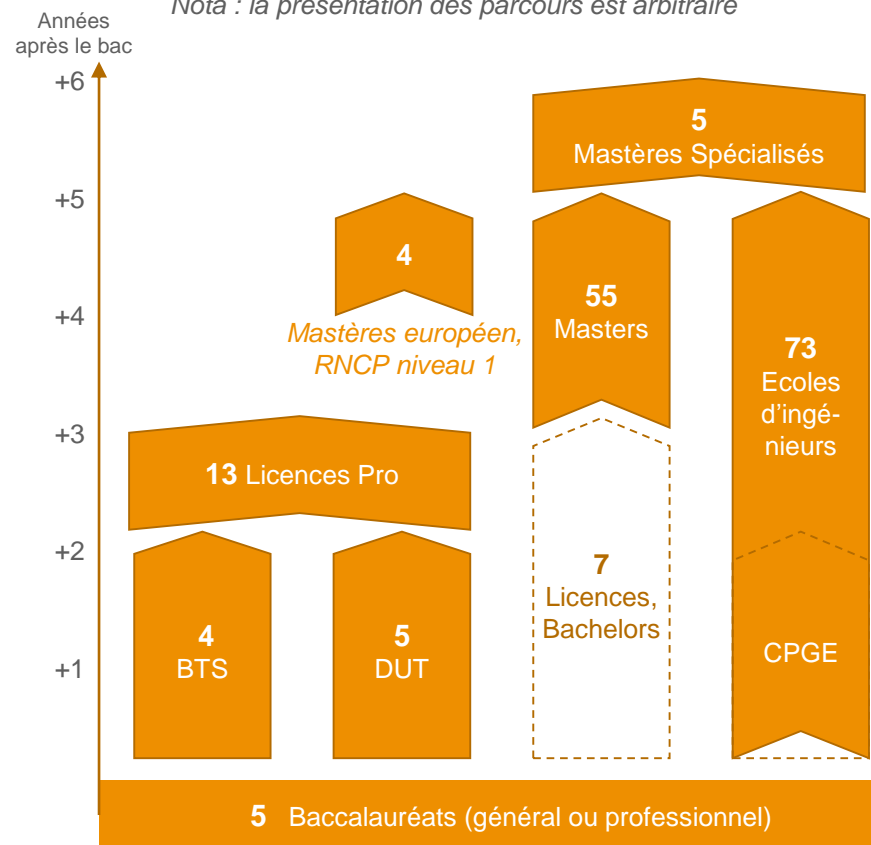 Nota : la présentation des parcours est arbitraire
Années
après le bac
+6
5
Mastères Spécialisés
+5
4
55
Masters
+4
Mastères européen,
RNCP niveau 1
73
Ecoles
d'ingé-
nieurs
+3
13 Licences Pro
+2
7
Licences,
Bachelors
4
BTS
5
DUT
CPGE
+1
5 Baccalauréats (général ou professionnel)